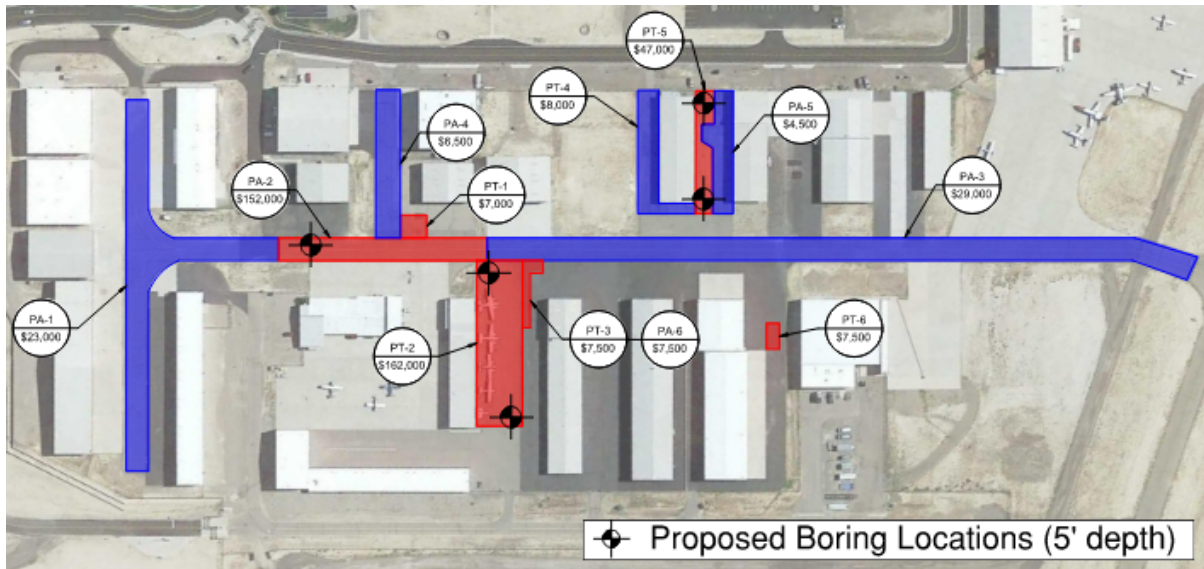 PT-5
$47,000
PT-4
$8,000
PA-5
$4,500
PA-4
$6,500
PA-2
$152,000
PT-1
$7,000
PA-3
$29,000
PA-1
$23,000
PT-2
$162,000
PT-3
$7,500
PA-6
$7,500
PT-6
$7,500
Proposed Boring Locations (5' depth)